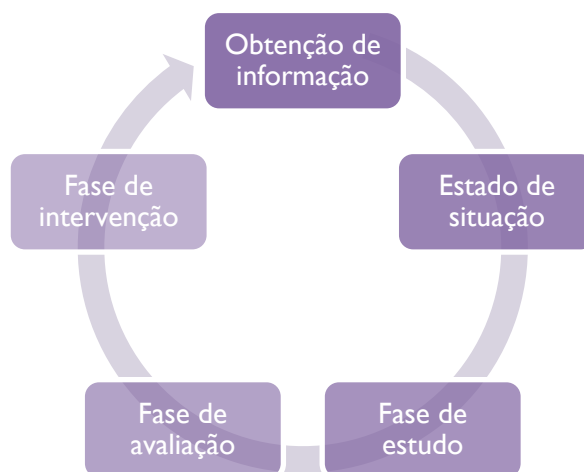 Obtenção de
informação
Estado de
situação
Fase de
estudo
Fase de
avaliação
Fase de
intervenção